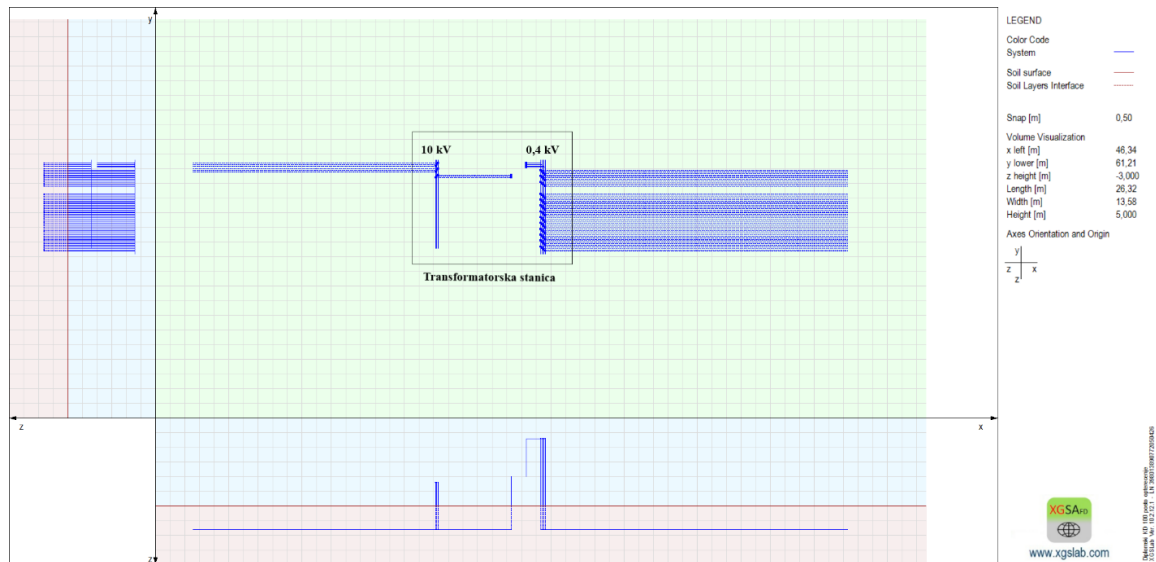 y
10 kV
0,4 kV
Transformatorska stanica
z
x
z
LEGEND
Color Code
System
Soil surface
Soil Layers Interface
Snap [m] 0,50
Volume Visualization
x left [m] 46,34
y lower [m] 61,21
z height [m] -3,000
Length [m] 26,32
Width [m] 13,58
Height [m] 5,000
Axes Orientation and Origin
y
z x
z
XGSA FD
www.xgslab.com